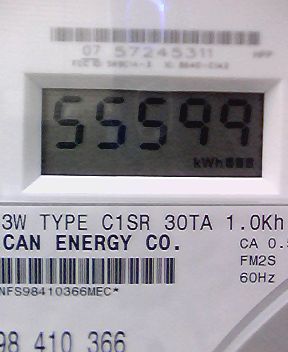 07 57245311
55599
kWh
3W TYPE C1SR 30TA 1.0Kh
CAN ENERGY CO.
CA 0.5
FM2S
60Hz
NFS98410366MEC*
98 410 366